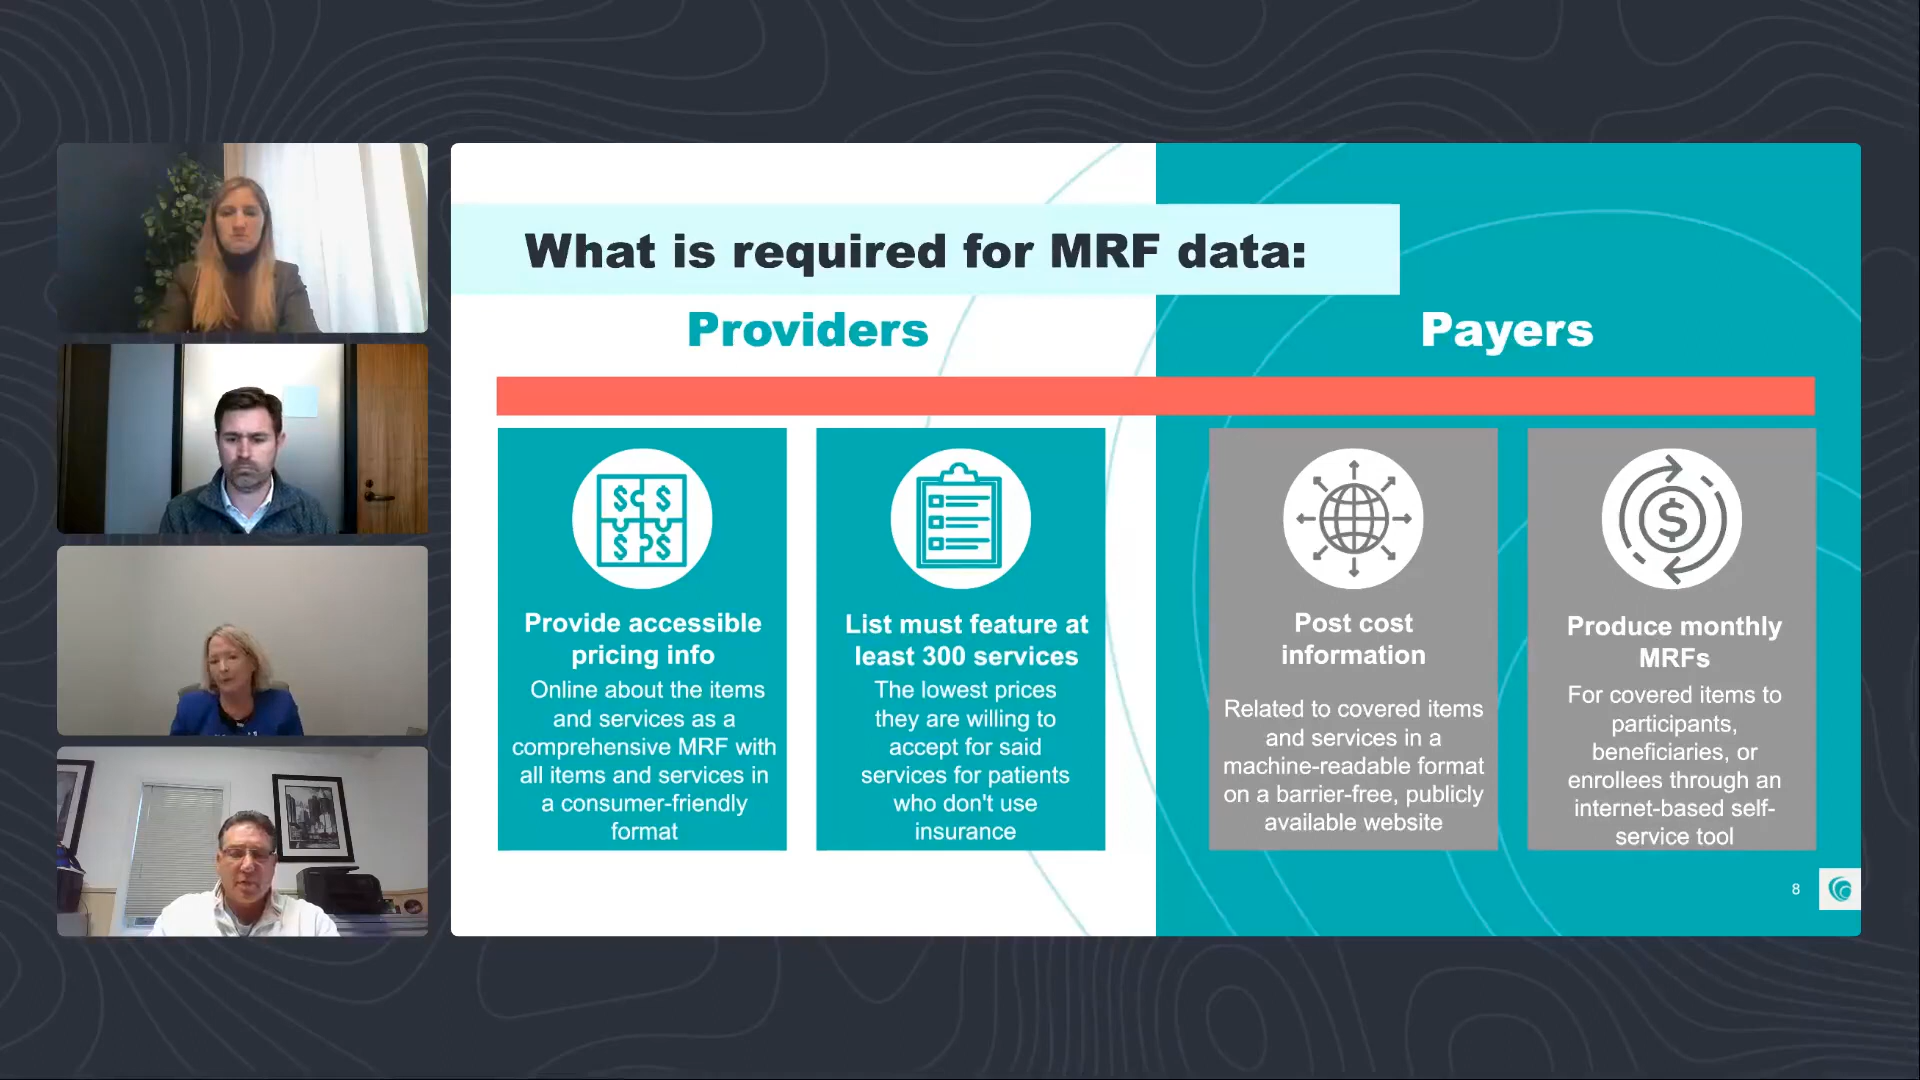 What is required for MRF data:
Providers
Payers
Provide accessible
pricing info
Online about the items
and services as a
comprehensive MRF with
all items and services in
a consumer-friendly
format
List must feature at
least 300 services
The lowest prices
they are willing to
accept for said
services for patients
who don't use
insurance
Post cost
information
Related to covered items
and services in a
machine-readable format
on a barrier-free, publicly
available website
Produce monthly
MRFs
For covered items to
participants,
beneficiaries, or
enrollees through an
internet-based self-
service tool
8